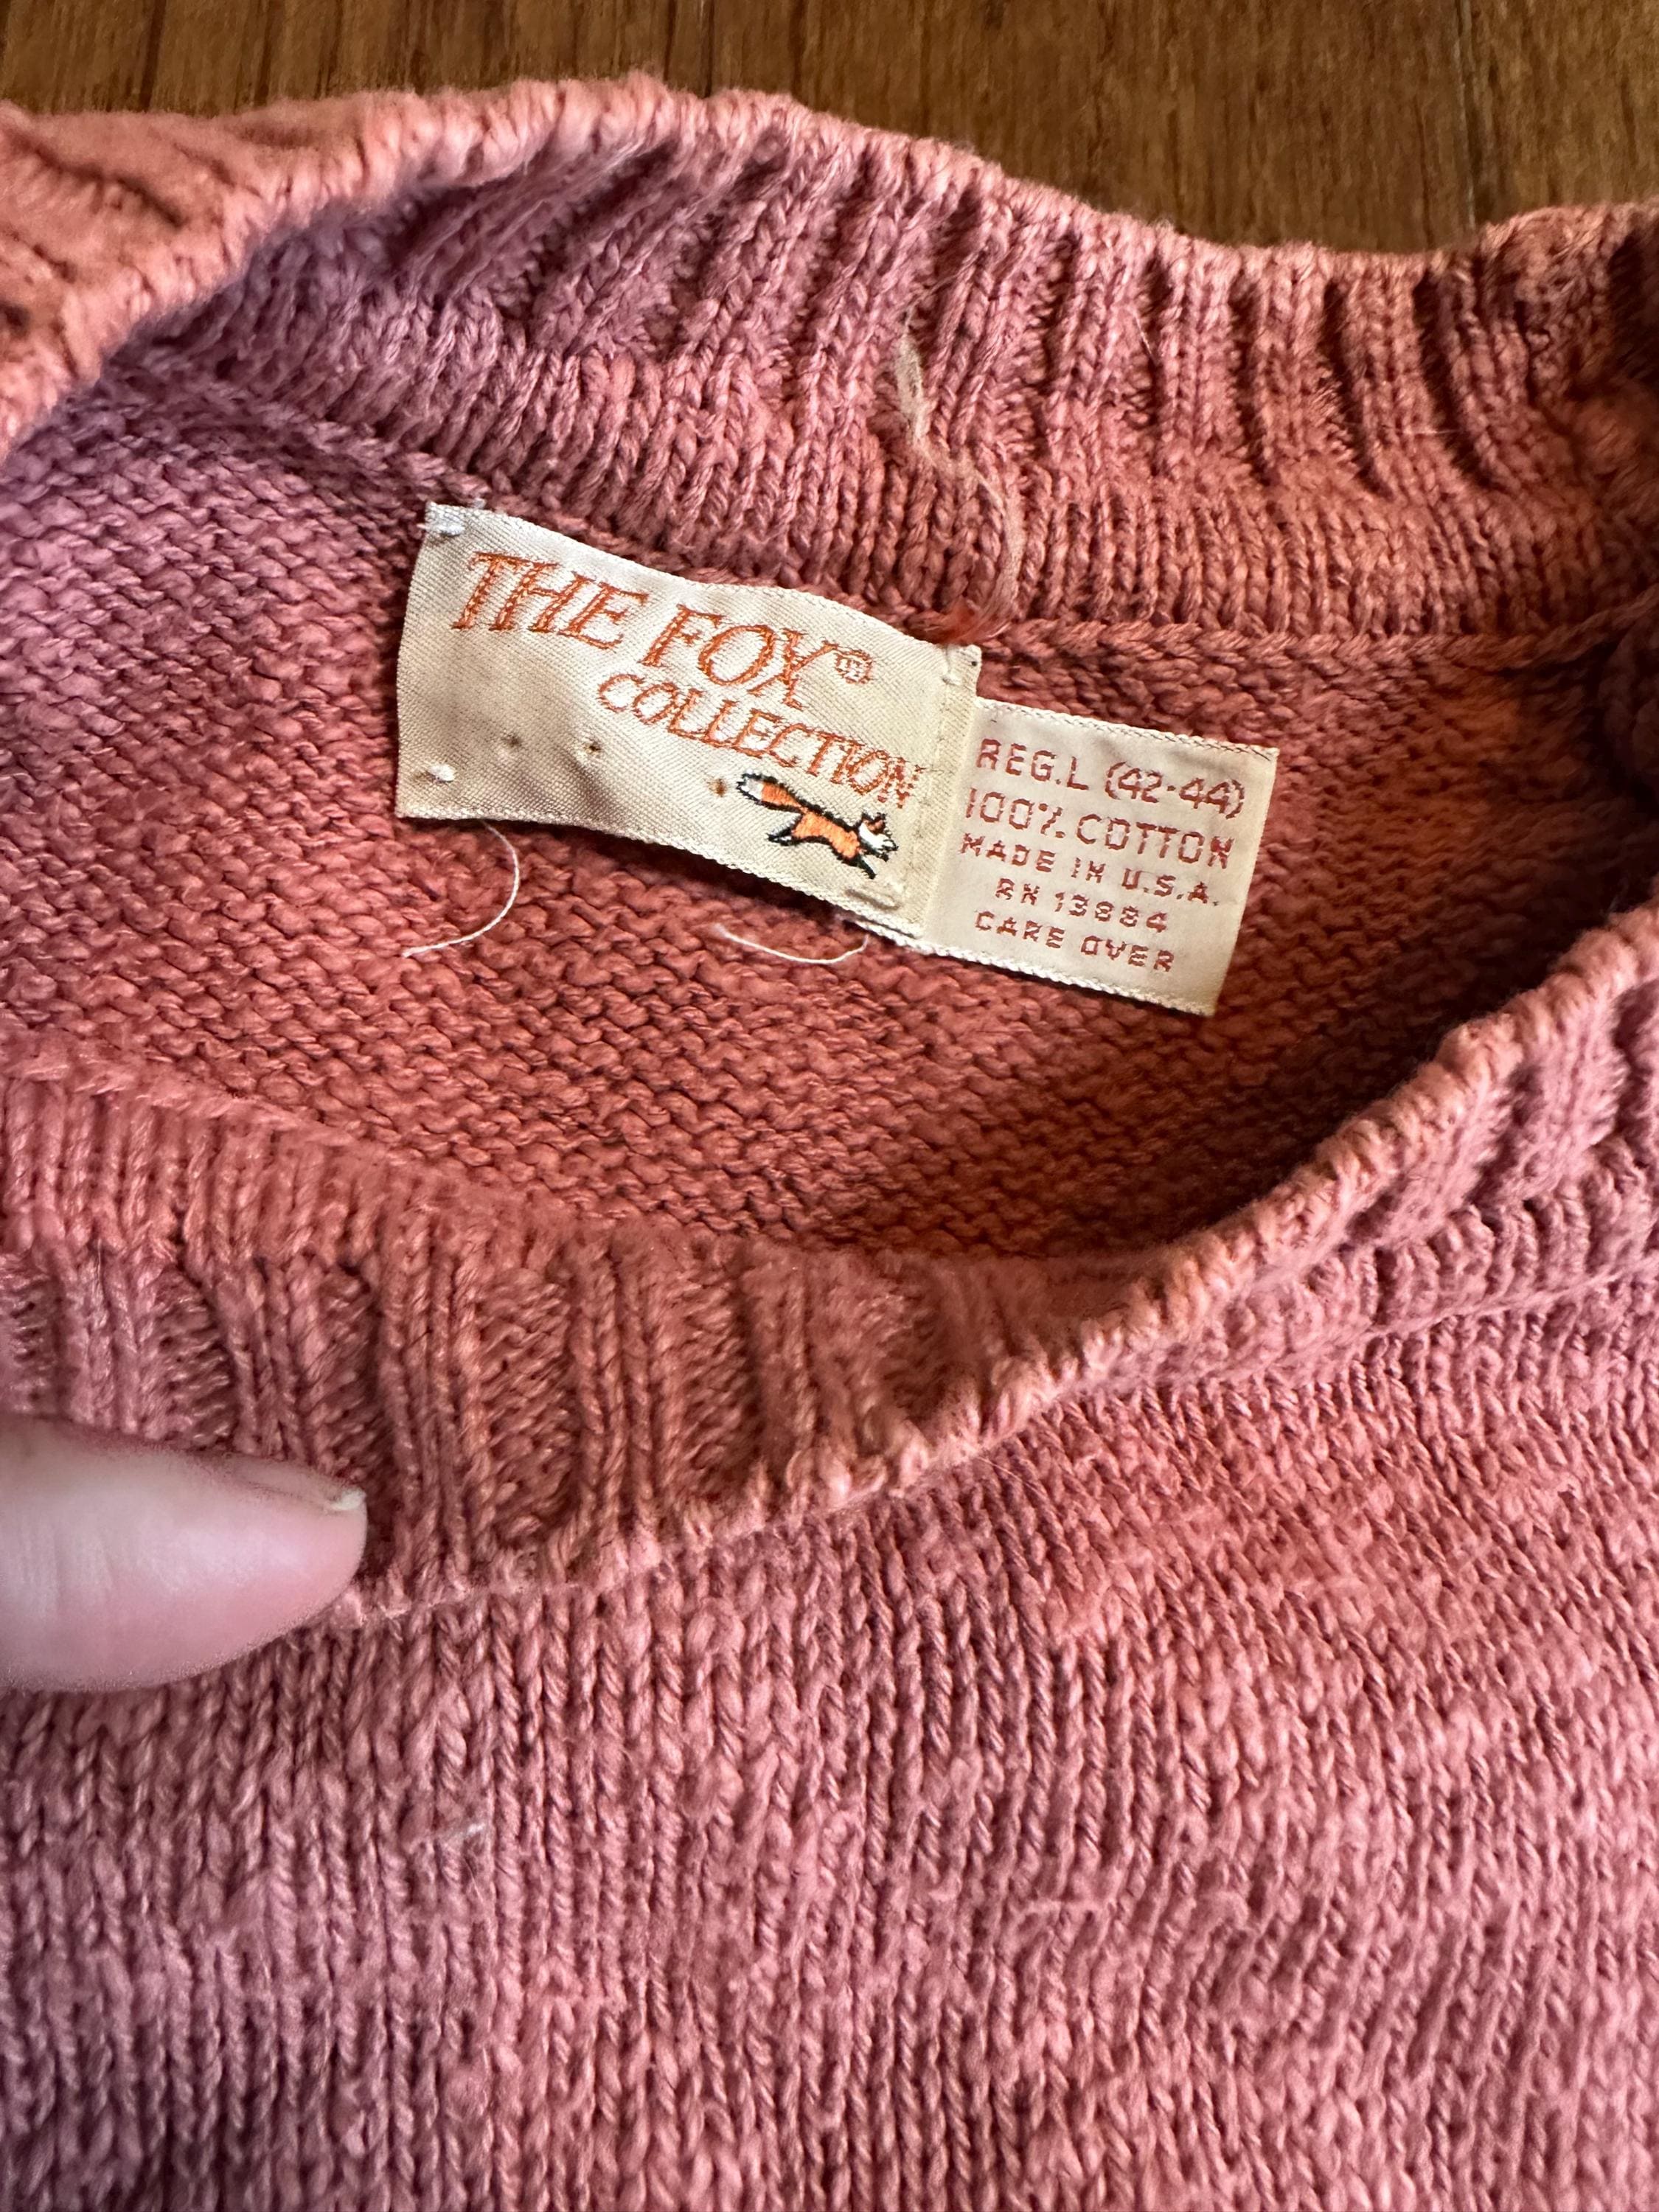 THE FOX®
COLLECTION
REG. L (42-44)
100% COTTON
MADE IN U.S.A.
RN 13884
CARE OVER